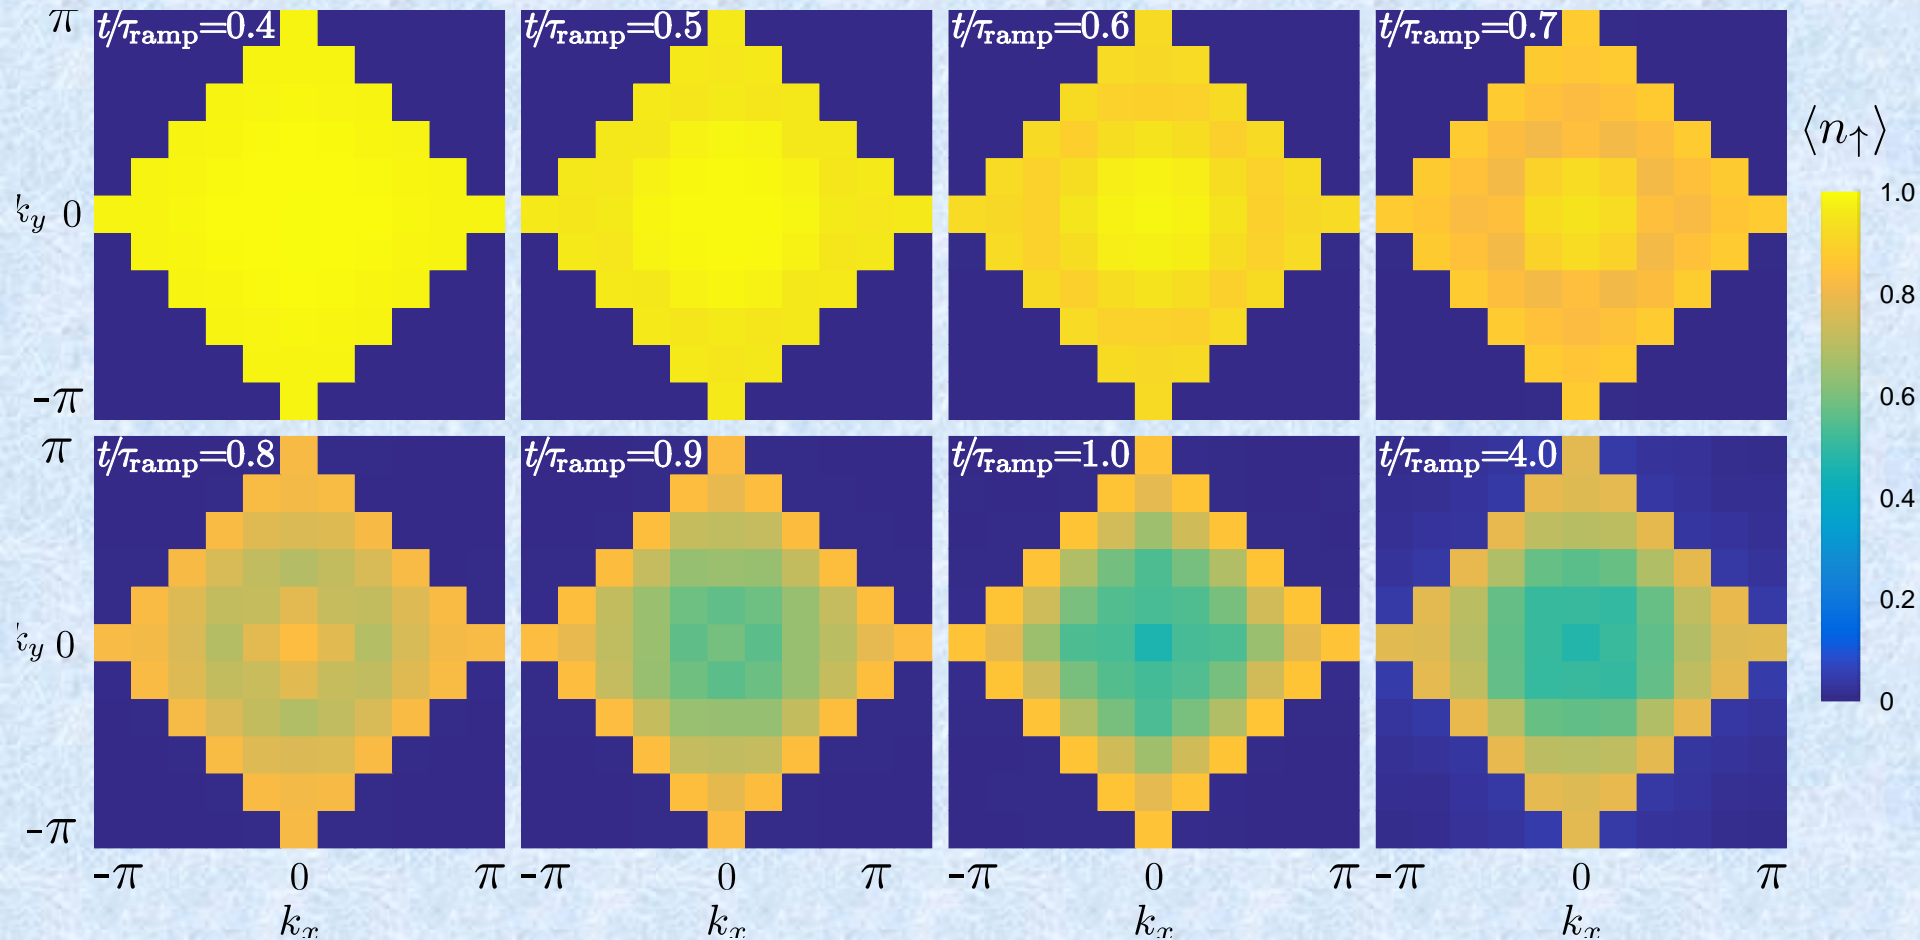 π t/τramp=0.4 t/τramp=0.5 t/τramp=0.6 t/τramp=0.7
⟨n↑⟩
1.0
ky 0
0.8
-π
0.6
π t/τramp=0.8 t/τramp=0.9 t/τramp=1.0 t/τramp=4.0
0.4
0.2
ky 0
0
-π
-π 0 π -π 0 π -π 0 π -π 0 π
kx kx kx kx